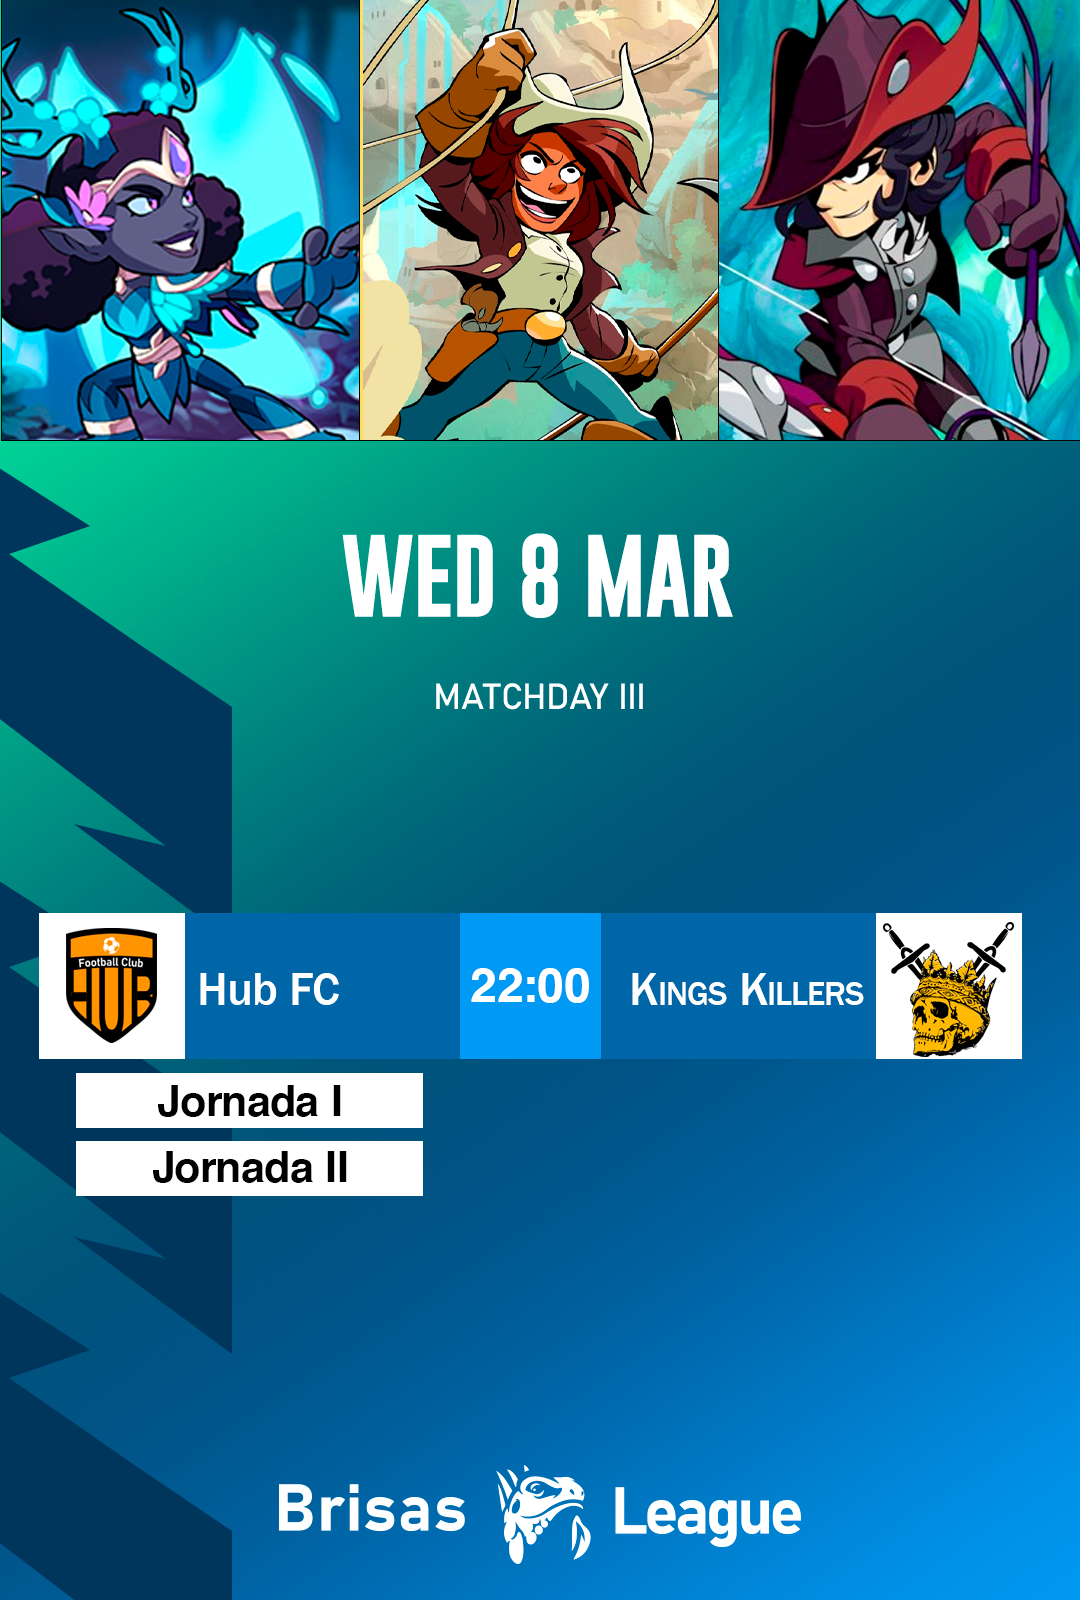 WED 8 MAR
MATCHDAY III
Football Club
HUB
Hub FC
22:00
Kings Killers
Jornada I
Jornada II
Brisas League